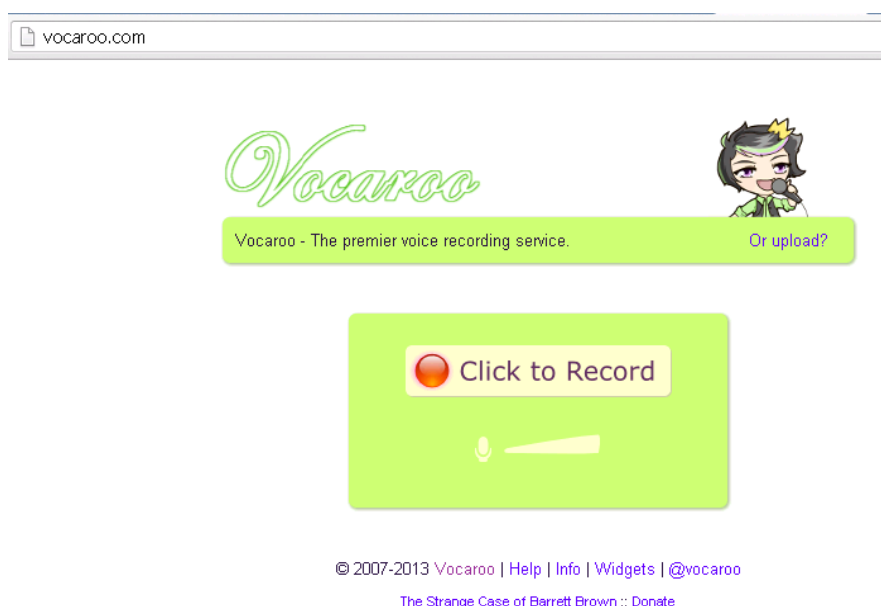 vocaroo.com
Vocaroo
Vocaroo - The premier voice recording service.
Or upload?
Click to Record
© 2007-2013 Vocaroo | Help | Info | Widgets | @vocaroo
The Strange Case of Barrett Brown :: Donate